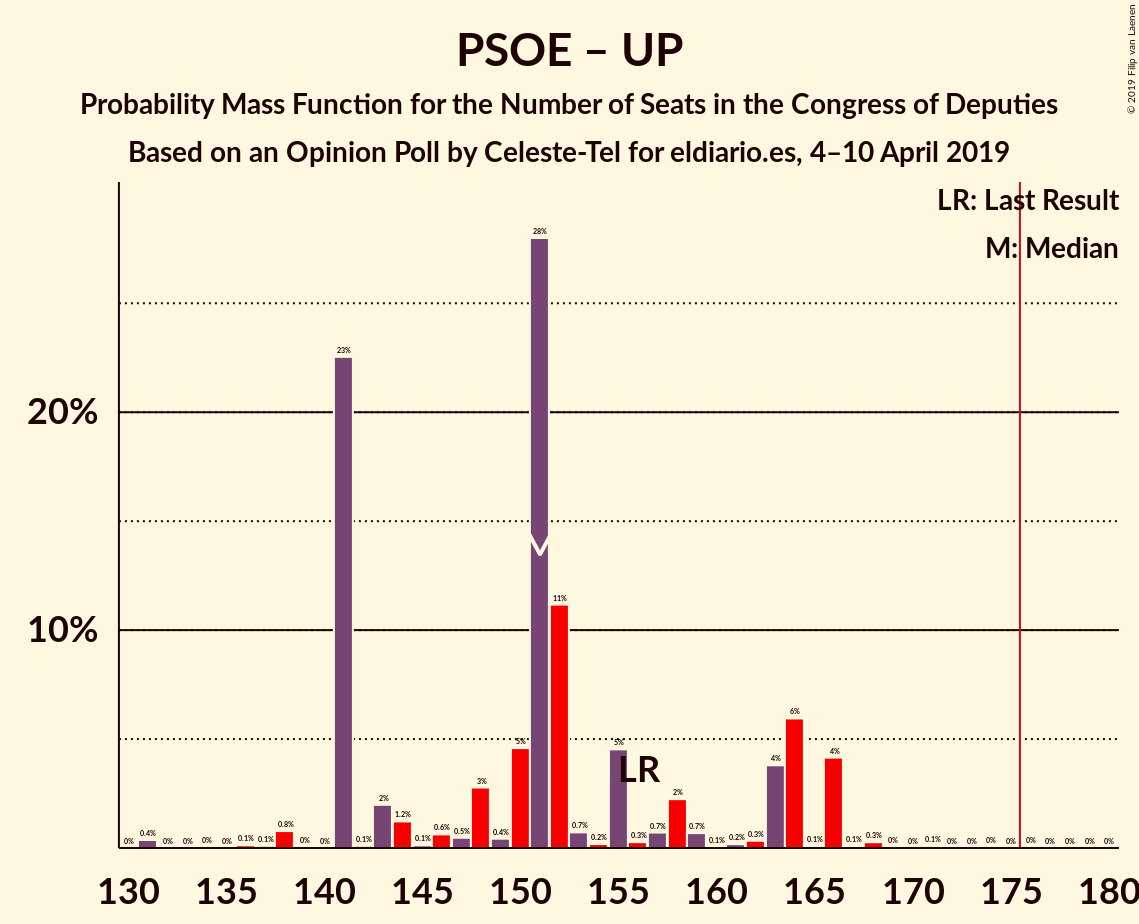 © 2019 Filip van Laenen
PSOE – UP
Probability Mass Function for the Number of Seats in the Congress of Deputies
Based on an Opinion Poll by Celeste-Tel for eldiario.es, 4–10 April 2019
LR: Last Result
M: Median
20%
10%
0% 0.4% 0% 0% 0% 0% 0.1% 0.1% 0.8% 0% 0% 23% 0.1% 2% 1.2% 0.1% 0.6% 0.5% 3% 0.4% 5% 28% 11% 0.7% 0.2% 5% 0.3% 0.7% 2% 0.7% 0.1% 0.2% 0.3% 4% 6% 0.1% 4% 0.1% 0.3% 0% 0% 0.1% 0% 0% 0% 0% 0% 0% 0% 0% 0%
LR
130 135 140 145 150 155 160 165 170 175 180